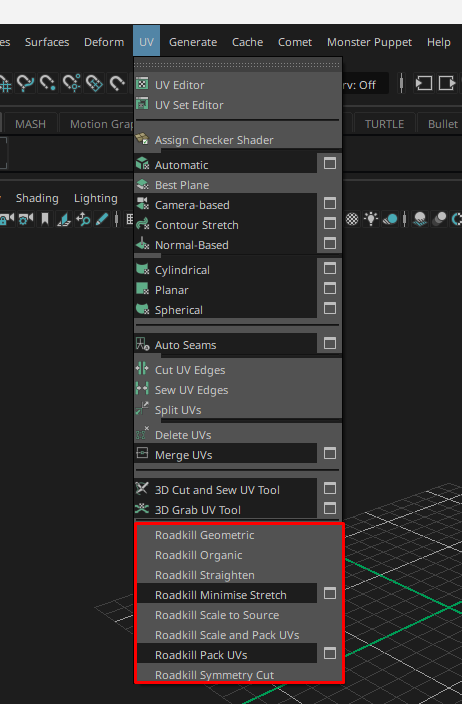 es Surfaces Deform UV Generate Cache Comet Monster Puppet Help
rv: Off
MASH Motion Grap TURTLE Bullet
UV Editor
UV Set Editor
Assign Checker Shader
Automatic
Best Plane
Shading Lighting
Camera-based
Contour Stretch
Normal-Based
Cylindrical
Planar
Spherical
Auto Seams
Cut UV Edges
Sew UV Edges
Split UVs
Delete UVs
Merge UVs
3D Cut and Sew UV Tool
3D Grab UV Tool
Roadkill Geometric
Roadkill Organic
Roadkill Straighten
Roadkill Minimise Stretch
Roadkill Scale to Source
Roadkill Scale and Pack UVs
Roadkill Pack UVs
Roadkill Symmetry Cut